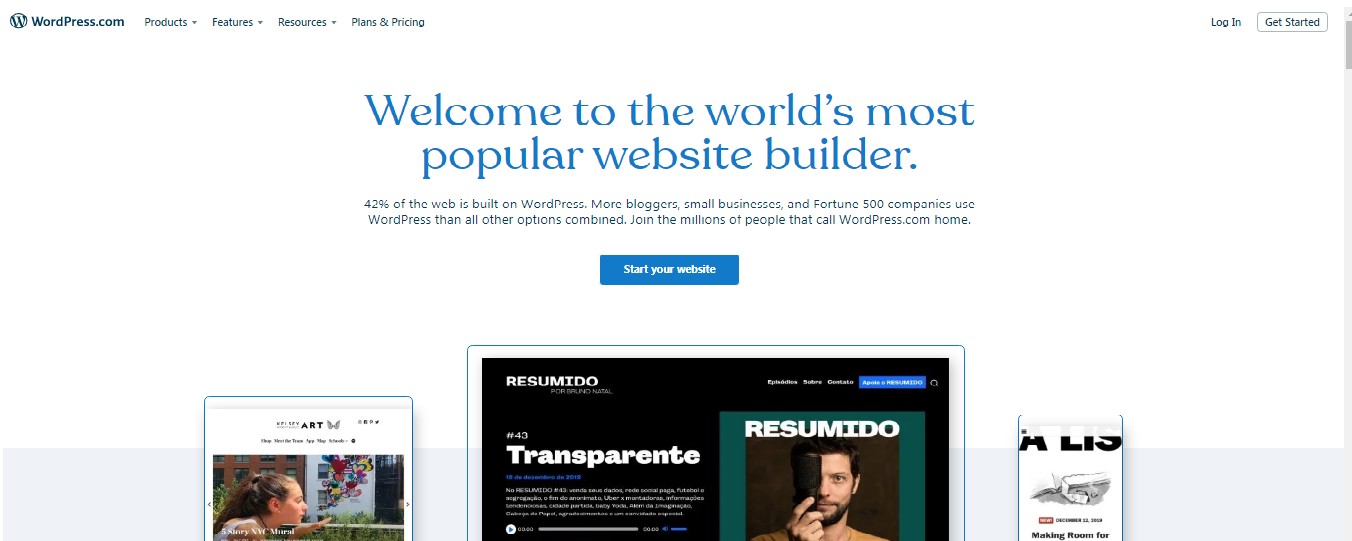 WordPress.com Products Features Resources Plans & Pricing Log In Get Started
Welcome to the world's most
popular website builder.
42% of the web is built on WordPress. More bloggers, small businesses, and Fortune 500 companies use
WordPress than all other options combined. Join the millions of people that call WordPress.com home.
Start your website
KELSEY
ART
Shop Meet the Team App Map Schools
5 Story NYC Mural
RESUMIDO
POR BRUNO NATAL
Episódios Sobre Contato Apoie o RESUMIDO
#43
Transparente
18 de dezembro de 2019
No RESUMIDO #43: venda seus dados, rede social paga, futebol e
segregação, o fim do anonimato, Uber x montadoras, informações
tendenciosas, cidade partida, baby Yoda, Além da Imaginação,
Cabeça de Papel, agradecimentos e um convidado especial.
00:00 00:00
RESUMIDO
A LIS
NEW! DECEMBER 12, 2019
Making Room for